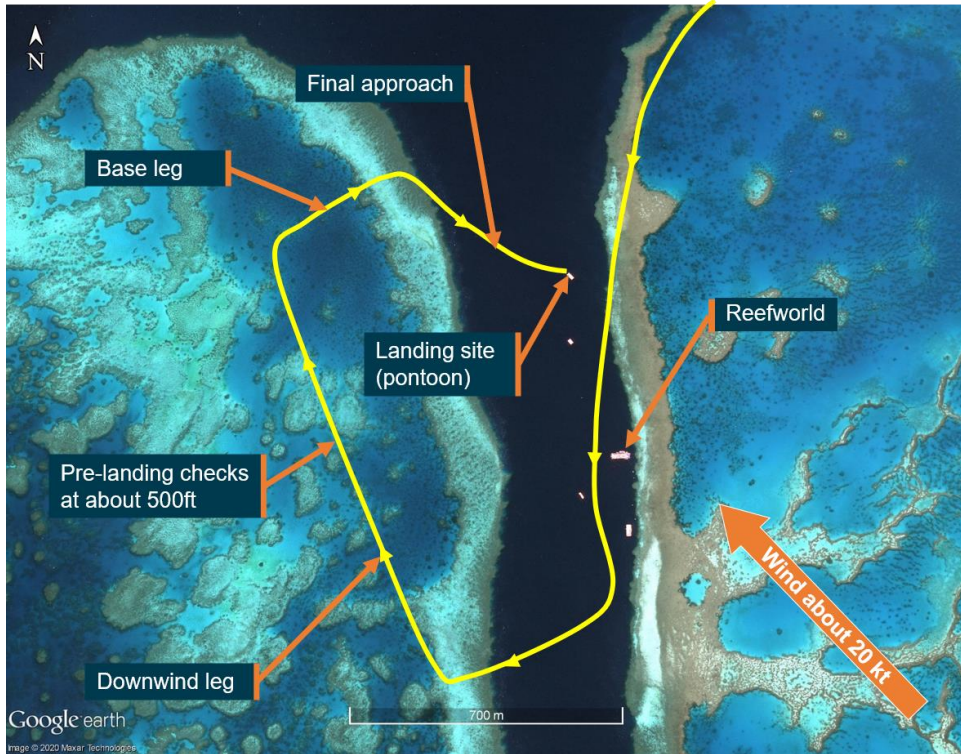 N
Final approach
Base leg
Reefworld
Landing site
(pontoon)
Pre-landing checks
at about 500ft
Wind about 20 kt
Downwind leg
700 m
Google earth
Image © 2020 Maxar Technologies